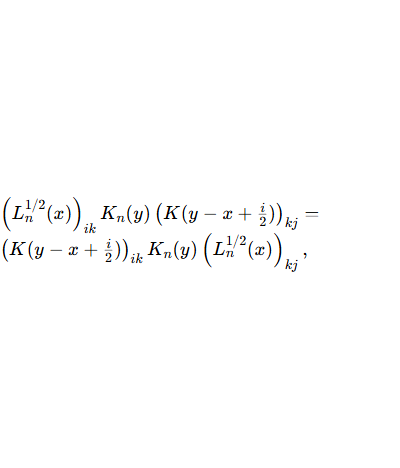 \left(L_n^{1/2}(x)\right)_{ik} K_n(y) \left(K(y-x+\frac{i}{2})\right)_{kj} =
\left(K(y-x+\frac{i}{2})\right)_{ik} K_n(y) \left(L_n^{1/2}(x)\right)_{kj},